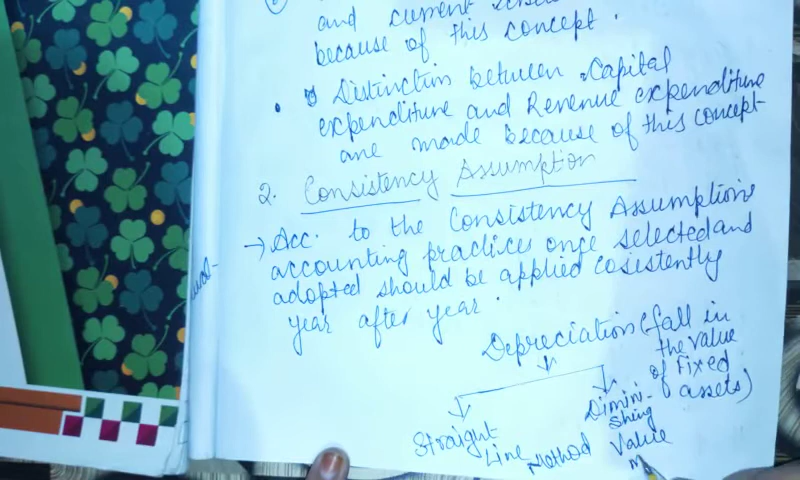 and current
because of this concept.
• Distinction between Capital
expenditure and Revenue expenditure
are made because of this concept
2. Consistency Assumption
→ Acc. to the Consistency Assumptions
accounting practices once selected and
adopted should be applied cosistently
year after year.
Depreciation (fall in
the value
of Fixed
assets)
Straight
Line Method
Dimini-
shing
Value